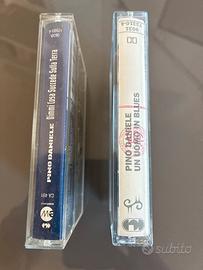 PINO DANIELE Dimmi Cosa Succede Sulla Terra
PINO DANIELE
UN UOMO IN BLUES
subito